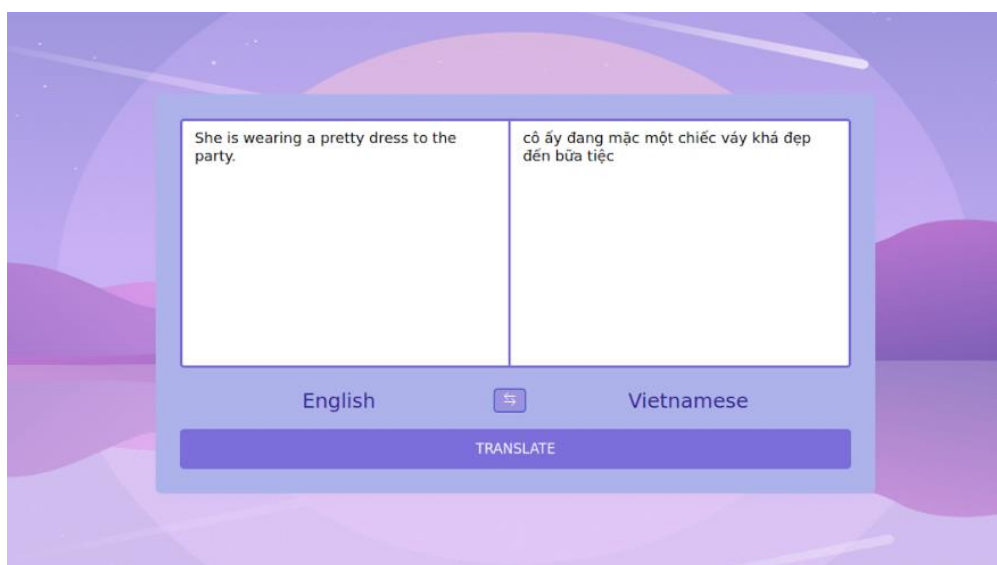 She is wearing a pretty dress to the
party.
cô ấy đang mặc một chiếc váy khá đẹp
đến bữa tiệc
English
⇆
Vietnamese
TRANSLATE